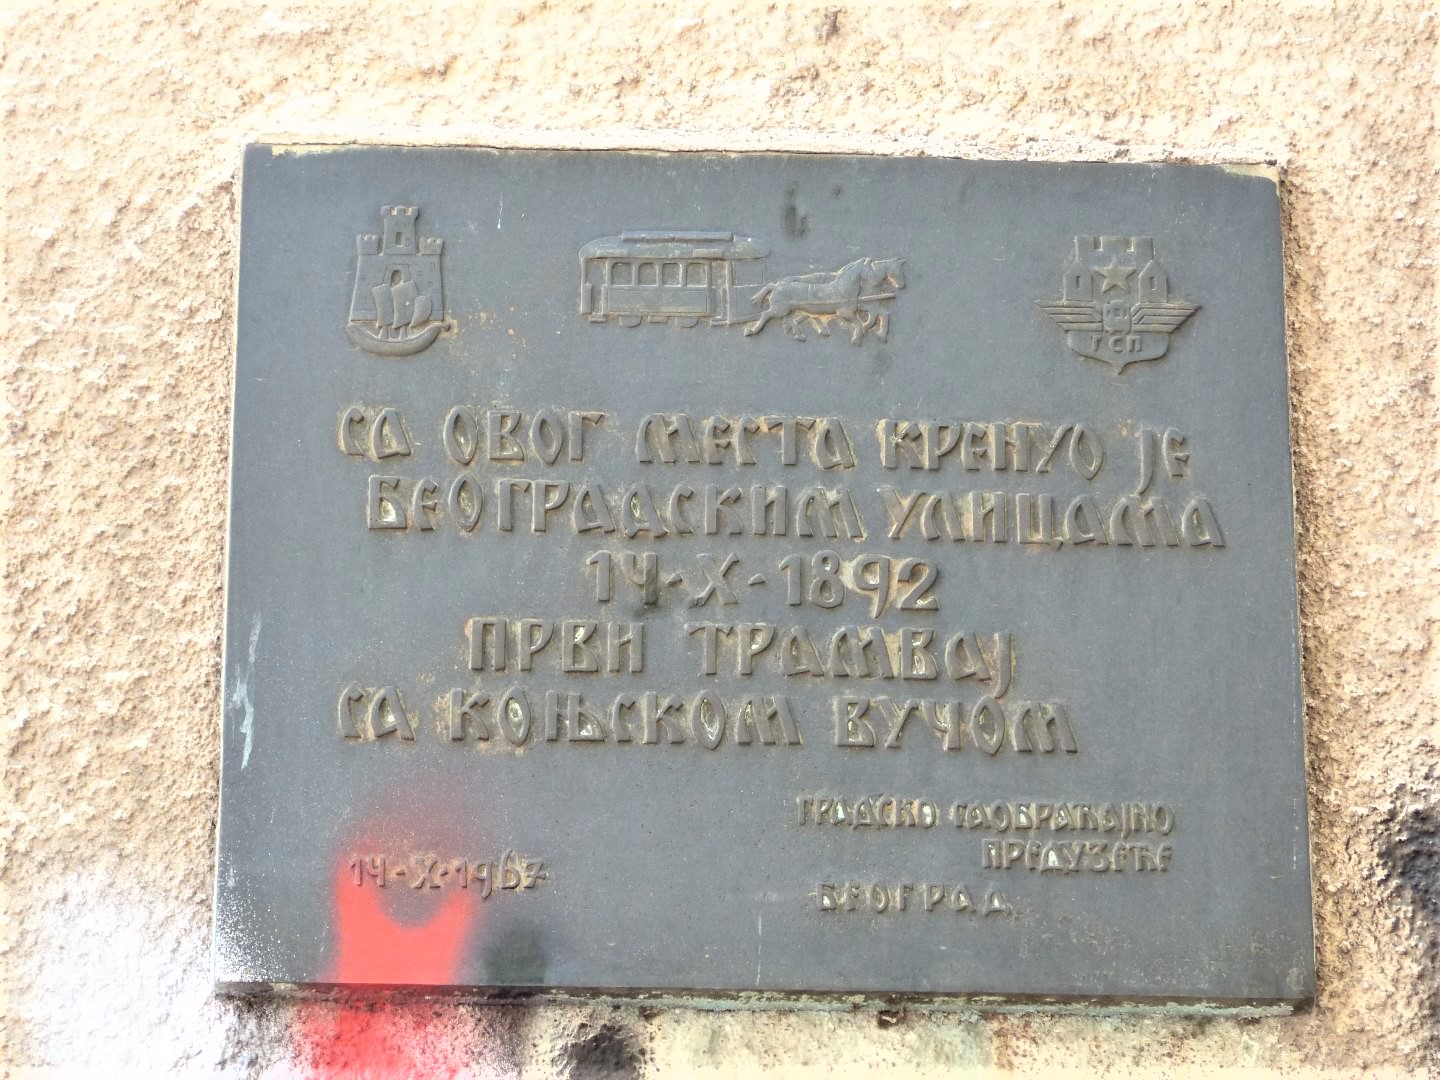 ТСП
СА ОВОГ МЕСТА КРЕНУО ЈЕ
БЕОГРАДСКИМ УЛИЦАМА
14-X-1892
ПРВИ ТРАМВАЈ
СА КОЊСКОМ ВУЧОМ
ГРАДСКО САОБРАЋАЈНО
ПРЕДУЗЕЋЕ
14-X-1967
БЕОГРАД